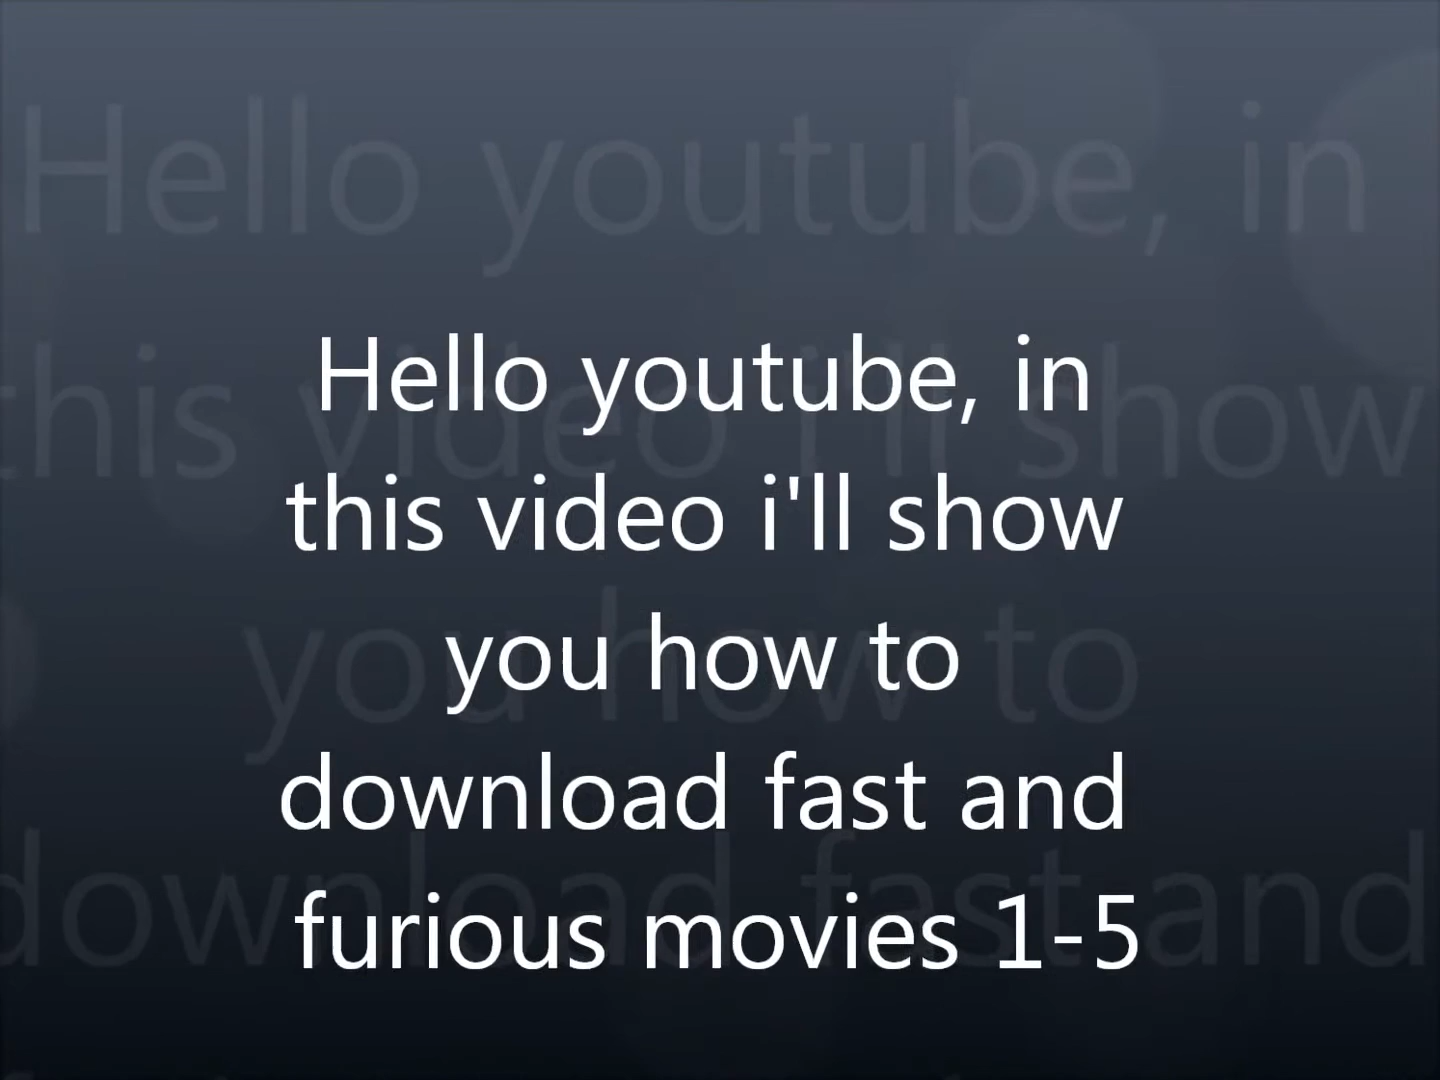 Hello youtube, in
this video i'll show
you how to
download fast and
furious movies 1-5